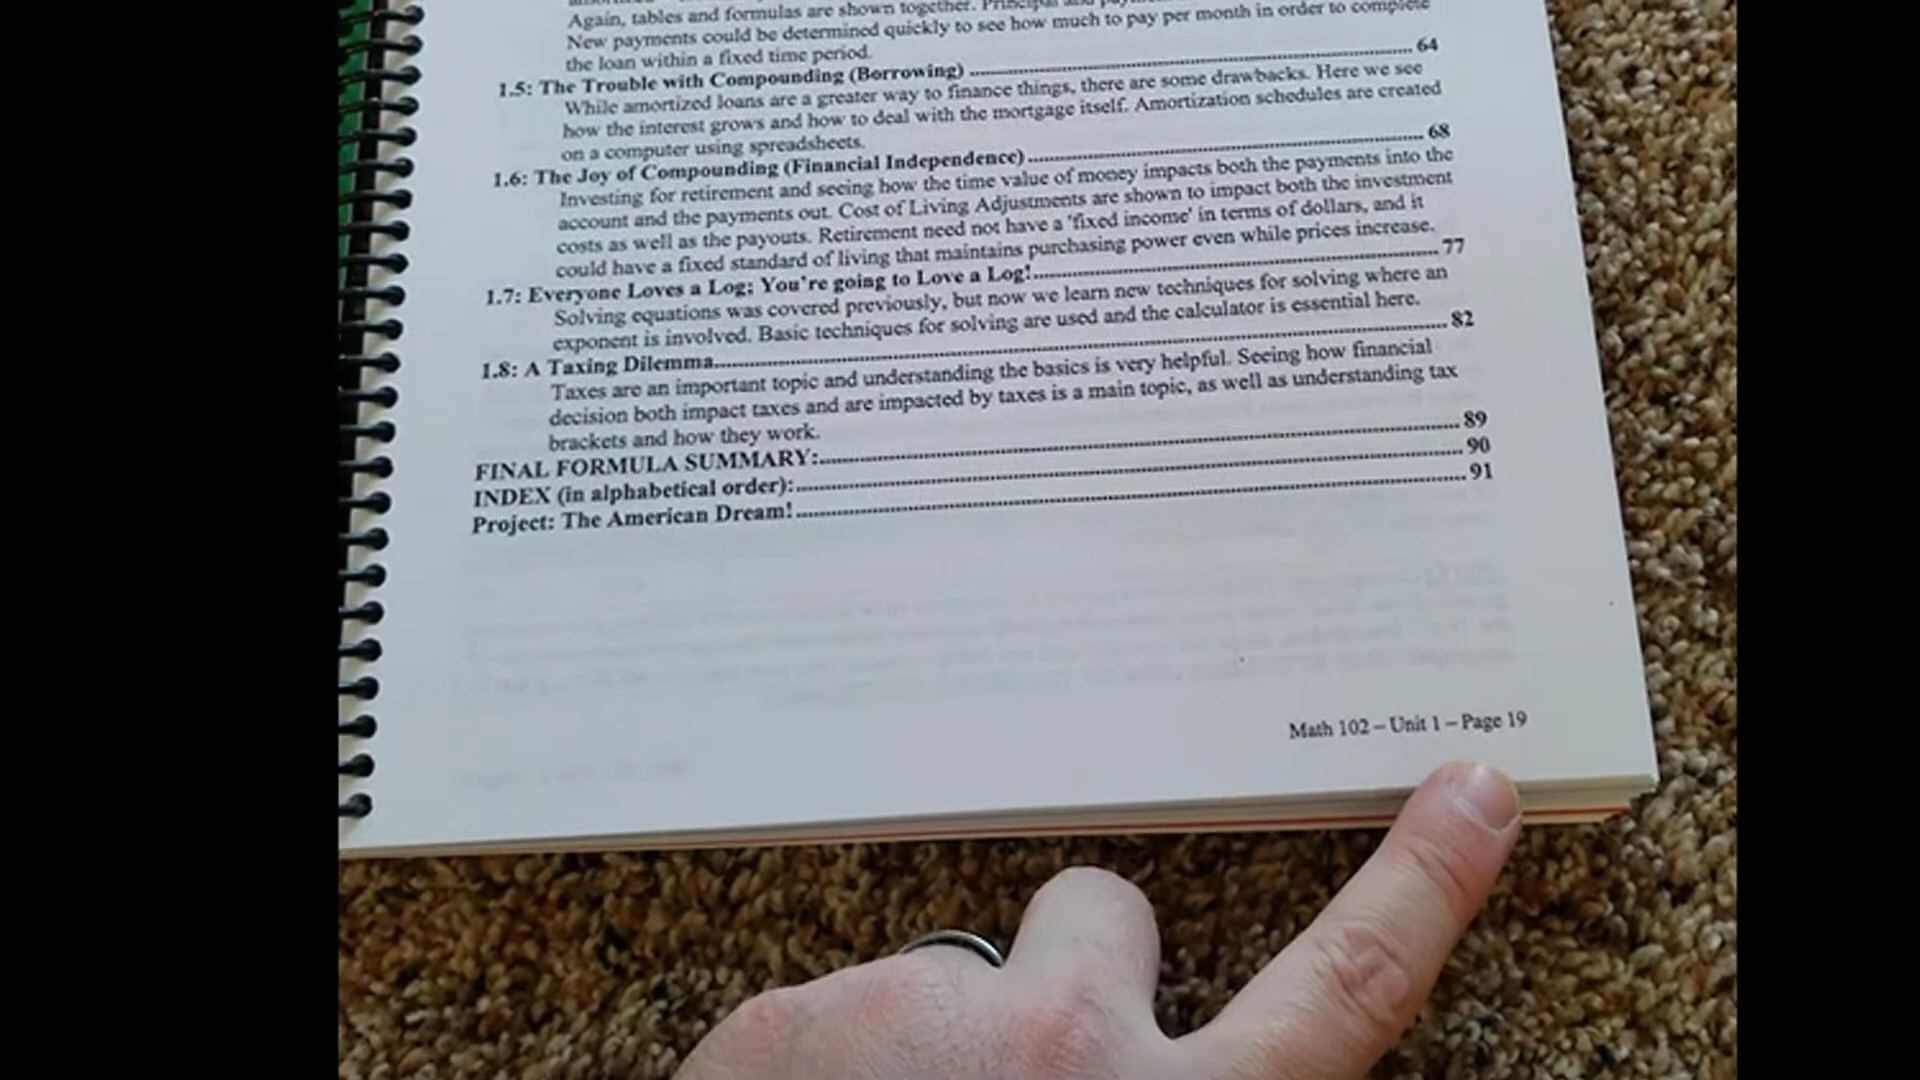 Again, tables and formulas are shown together. Principal and
New payments could be determined quickly to see how much to pay per month in order to complete
the loan within a fixed time period.
1.5: The Trouble with Compounding (Borrowing) ........ 64
While amortized loans are a greater way to finance things, there are some drawbacks. Here we see
how the interest grows and how to deal with the mortgage itself. Amortization schedules are created
on a computer using spreadsheets.
1.6: The Joy of Compounding (Financial Independence) ........ 68
Investing for retirement and seeing how the time value of money impacts both the payments into the
account and the payments out. Cost of Living Adjustments are shown to impact both the investment
costs as well as the payouts. Retirement need not have a 'fixed income' in terms of dollars, and it
could have a fixed standard of living that maintains purchasing power even while prices increase.
1.7: Everyone Loves a Log; You're going to Love a Log! ........ 77
Solving equations was covered previously, but now we learn new techniques for solving where an
exponent is involved. Basic techniques for solving are used and the calculator is essential here.
1.8: A Taxing Dilemma ........ 82
Taxes are an important topic and understanding the basics is very helpful. Seeing how financial
decision both impact taxes and are impacted by taxes is a main topic, as well as understanding tax
brackets and how they work.
FINAL FORMULA SUMMARY: ........ 89
INDEX (in alphabetical order): ........ 90
Project: The American Dream! ........ 91
Math 102 – Unit 1 – Page 19